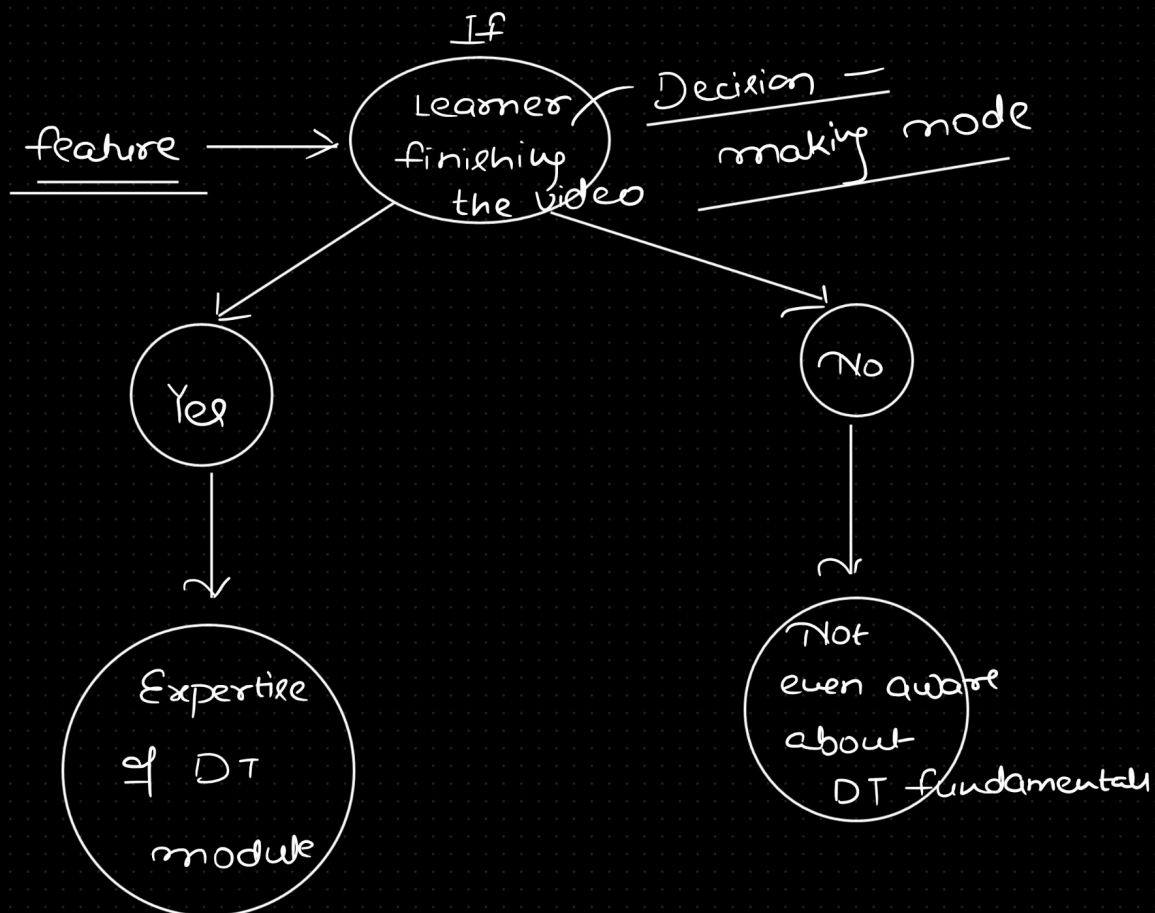 If
Learner
finishing
the video
Decision -
making mode
feature
Yes
No
Expertise
of DT
module
Not
even aware
about
DT fundamentals